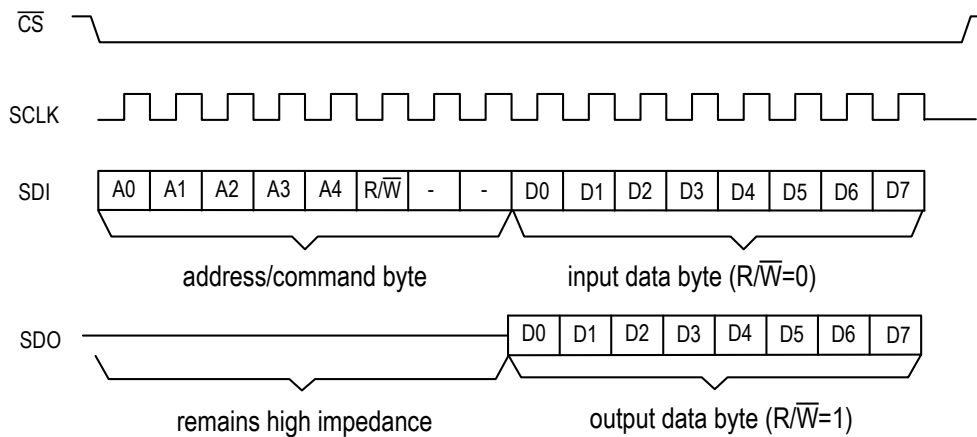 C̅S̅
SCLK
SDI A0 A1 A2 A3 A4 R/W̅ - - D0 D1 D2 D3 D4 D5 D6 D7
address/command byte input data byte (R/W̅=0)
SDO D0 D1 D2 D3 D4 D5 D6 D7
remains high impedance output data byte (R/W̅=1)